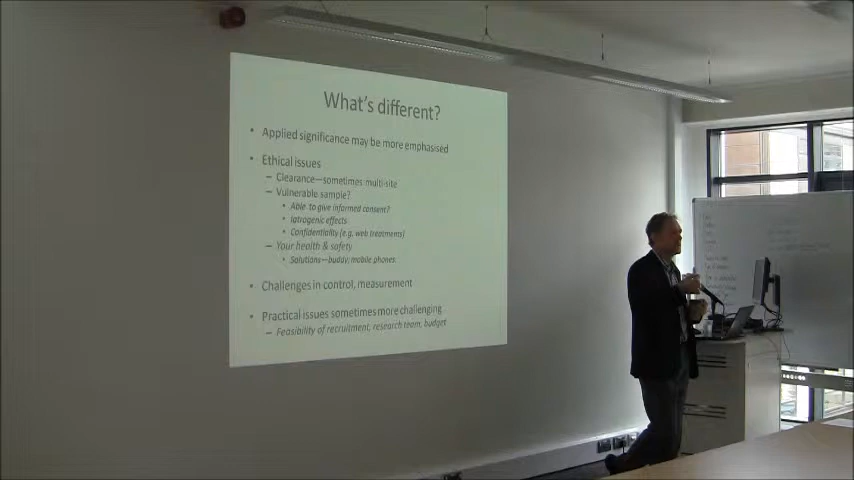 What's different?
• Applied significance may be more emphasised
• Ethical issues
– Clearance—sometimes multi-site
– Vulnerable sample?
• Able to give informed consent?
• Iatrogenic effects
• Confidentiality (e.g. web treatments)
– Your health & safety
• Solutions—buddy, mobile phones
• Challenges in control, measurement
• Practical issues sometimes more challenging
– Feasibility of recruitment, research team, budget